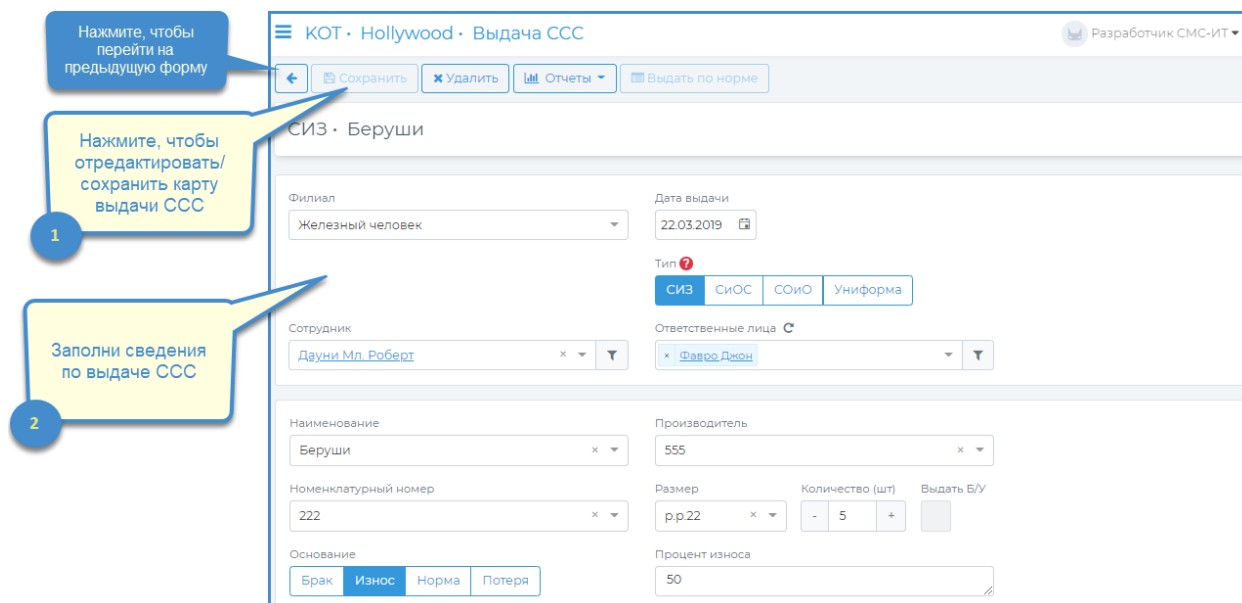 Нажмите, чтобы
перейти на
предыдущую форму
КОТ · Hollywood · Выдача ССС
Разработчик СМС-ИТ
Сохранить
Удалить
Отчеты
Выдать по норме
Нажмите, чтобы
отредактировать/
сохранить карту
выдачи ССС
1
СИЗ · Беруши
Филиал
Дата выдачи
Железный человек
22.03.2019
Тип ?
СИЗ
СиОС
СОиО
Униформа
Заполни сведения
по выдаче ССС
2
Сотрудник
Ответственные лица
Дауни Мл. Роберт
× Фавро Джон
Наименование
Производитель
Беруши
555
Номенклатурный номер
Размер
Количество (шт)
Выдать Б/У
222
р.р.22
- 5 +
Основание
Процент износа
Брак
Износ
Норма
Потеря
50